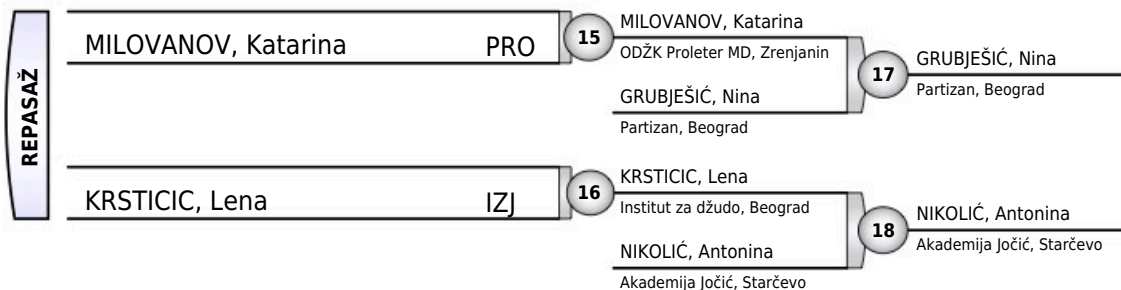 REPASAŽ
MILOVANOV, Katarina PRO
15
MILOVANOV, Katarina
ODŽK Proleter MD, Zrenjanin
GRUBJEŠIĆ, Nina
Partizan, Beograd
17
GRUBJEŠIĆ, Nina
Partizan, Beograd
KRSTICIC, Lena IZJ
16
KRSTICIC, Lena
Institut za džudo, Beograd
NIKOLIĆ, Antonina
Akademija Jočić, Starčevo
18
NIKOLIĆ, Antonina
Akademija Jočić, Starčevo